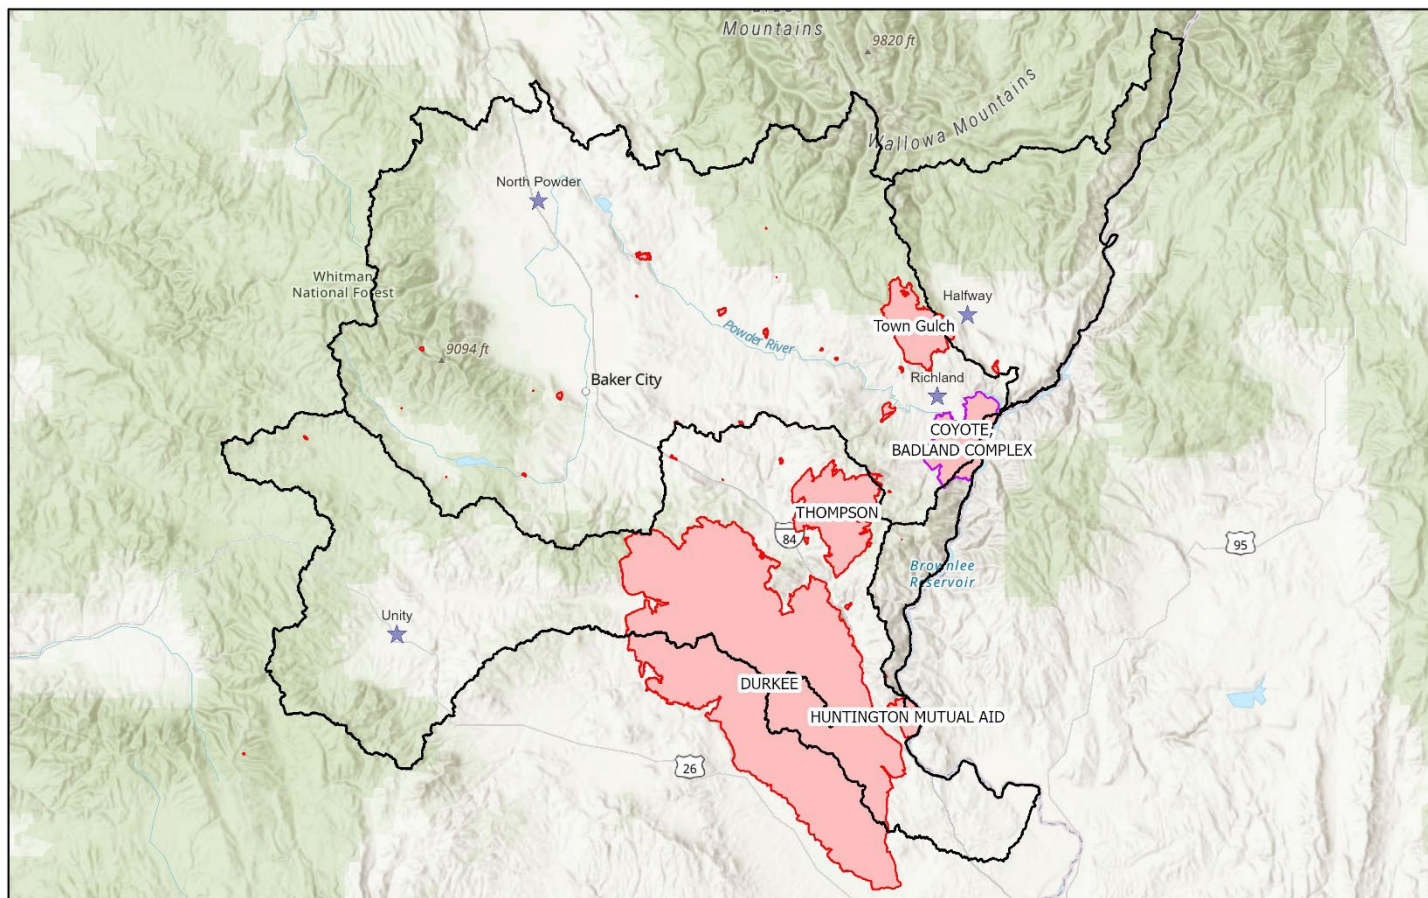 Mountains
9820 ft
Wallowa Mountains
North Powder
Whitman
National Forest
Halfway
Town Gulch
Powder River
9094 ft
Baker City
Richland
COYOTE,
BADLAND COMPLEX
THOMPSON
84
95
Brownlee
Reservoir
Unity
DURKEE
HUNTINGTON MUTUAL AID
26